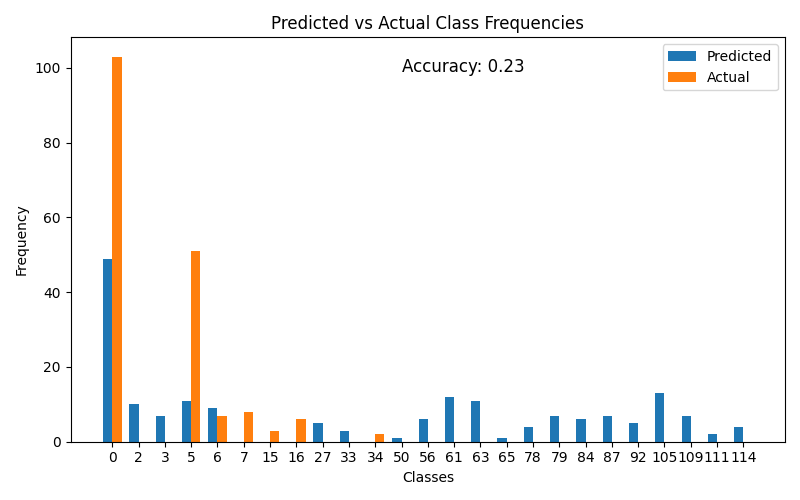 Predicted vs Actual Class Frequencies
Accuracy: 0.23
Predicted
Actual
Frequency
100
80
60
40
20
0
0 2 3 5 6 7 15 16 27 33 34 50 56 61 63 65 78 79 84 87 92 105 109 111 114
Classes